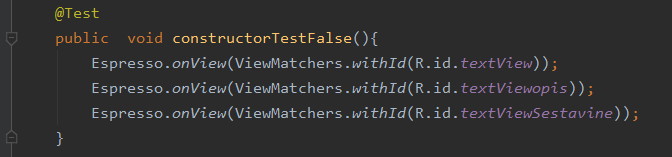 @Test
public  void constructorTestFalse(){
Espresso.onView(ViewMatchers.withId(R.id.textView));
Espresso.onView(ViewMatchers.withId(R.id.textViewopis));
Espresso.onView(ViewMatchers.withId(R.id.textViewSestavine));
}